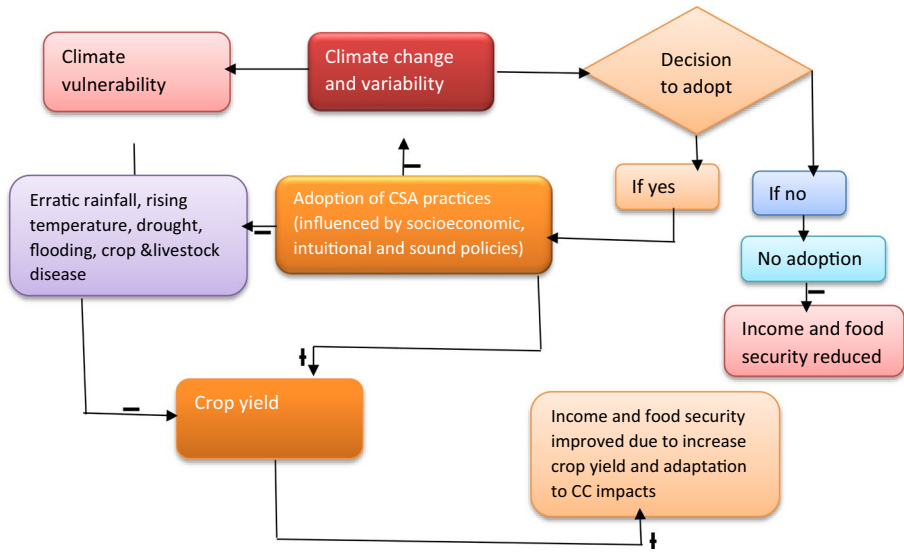 Climate
vulnerability
Climate change
and variability
Decision
to adopt
Erratic rainfall, rising
temperature, drought,
flooding, crop &livestock
disease
Adoption of CSA practices
(influenced by socioeconomic,
intuitional and sound policies)
If yes
If no
No adoption
Income and food
security reduced
Crop yield
Income and food security
improved due to increase
crop yield and adaptation
to CC impacts